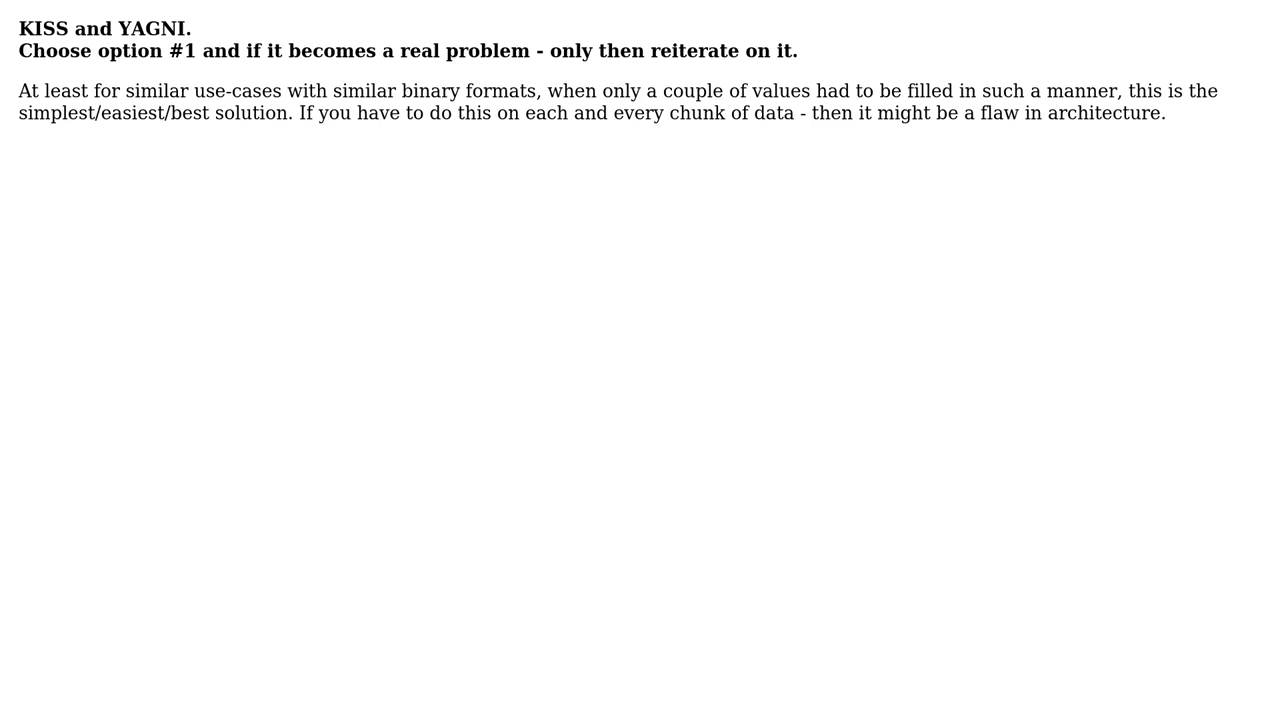 KISS and YAGNI.
Choose option #1 and if it becomes a real problem - only then reiterate on it.
At least for similar use-cases with similar binary formats, when only a couple of values had to be filled in such a manner, this is the
simplest/easiest/best solution. If you have to do this on each and every chunk of data - then it might be a flaw in architecture.